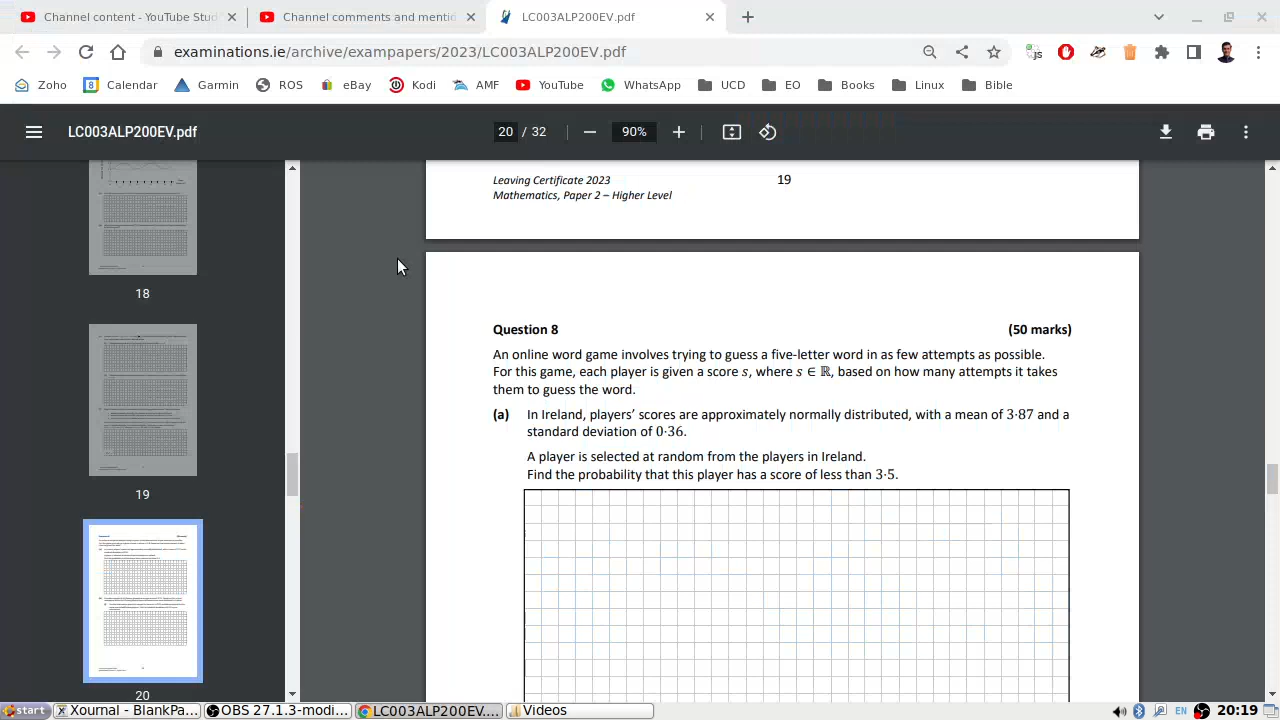 Channel content - YouTube Stud
Channel comments and mentio
LC003ALP200EV.pdf
examinations.ie/archive/exampapers/2023/LC003ALP200EV.pdf
Zoho Calendar Garmin ROS eBay Kodi AMF YouTube WhatsApp UCD EO Books Linux Bible
LC003ALP200EV.pdf
20 / 32
90%
18
19
20
Leaving Certificate 2023 19
Mathematics, Paper 2 – Higher Level
Question 8 (50 marks)
An online word game involves trying to guess a five-letter word in as few attempts as possible.
For this game, each player is given a score s, where s ∈ ℝ, based on how many attempts it takes
them to guess the word.
(a) In Ireland, players’ scores are approximately normally distributed, with a mean of 3·87 and a
standard deviation of 0·36.
A player is selected at random from the players in Ireland.
Find the probability that this player has a score of less than 3·5.
start Xournal - BlankPa... OBS 27.1.3-modi... LC003ALP200EV.... Videos EN 20:19